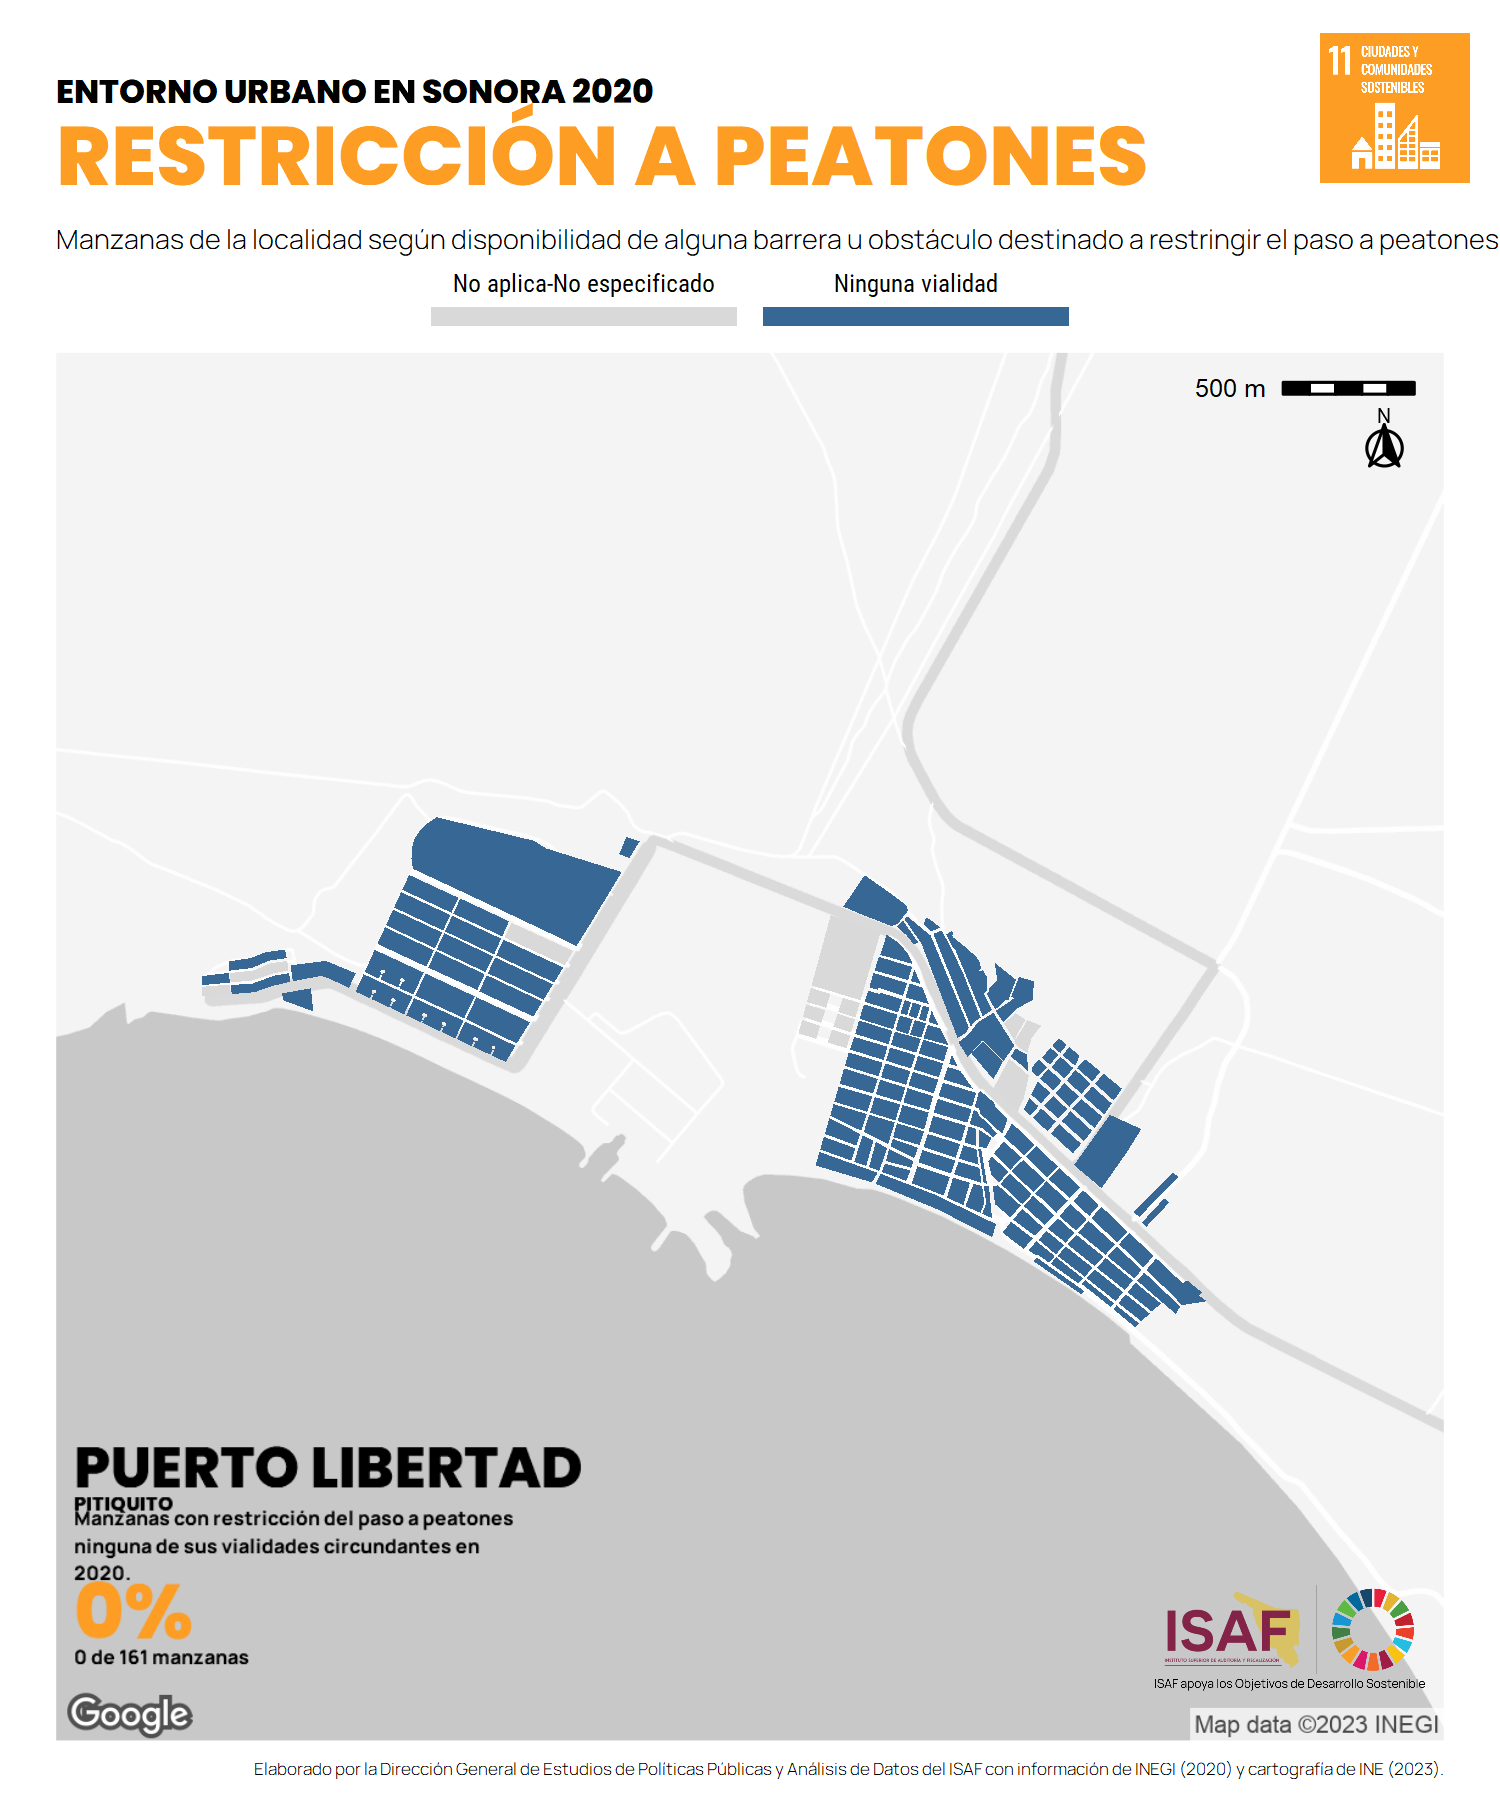 ENTORNO URBANO EN SONORA 2020
RESTRICCIÓN A PEATONES
11 CIUDADES Y
COMUNIDADES
SOSTENIBLES
Manzanas de la localidad según disponibilidad de alguna barrera u obstáculo destinado a restringir el paso a peatones
No aplica-No especificado
Ninguna vialidad
500 m
N
PUERTO LIBERTAD
PITIQUITO
Manzanas con restricción del paso a peatones
ninguna de sus vialidades circundantes en
2020.
0%
0 de 161 manzanas
ISAF
INSTITUTO SUPERIOR DE AUDITORÍA Y FISCALIZACIÓN
ISAF apoya los Objetivos de Desarrollo Sostenible
Google
Map data ©2023 INEGI
Elaborado por la Dirección General de Estudios de Políticas Públicas y Análisis de Datos del ISAF con información de INEGI (2020) y cartografía de INE (2023).